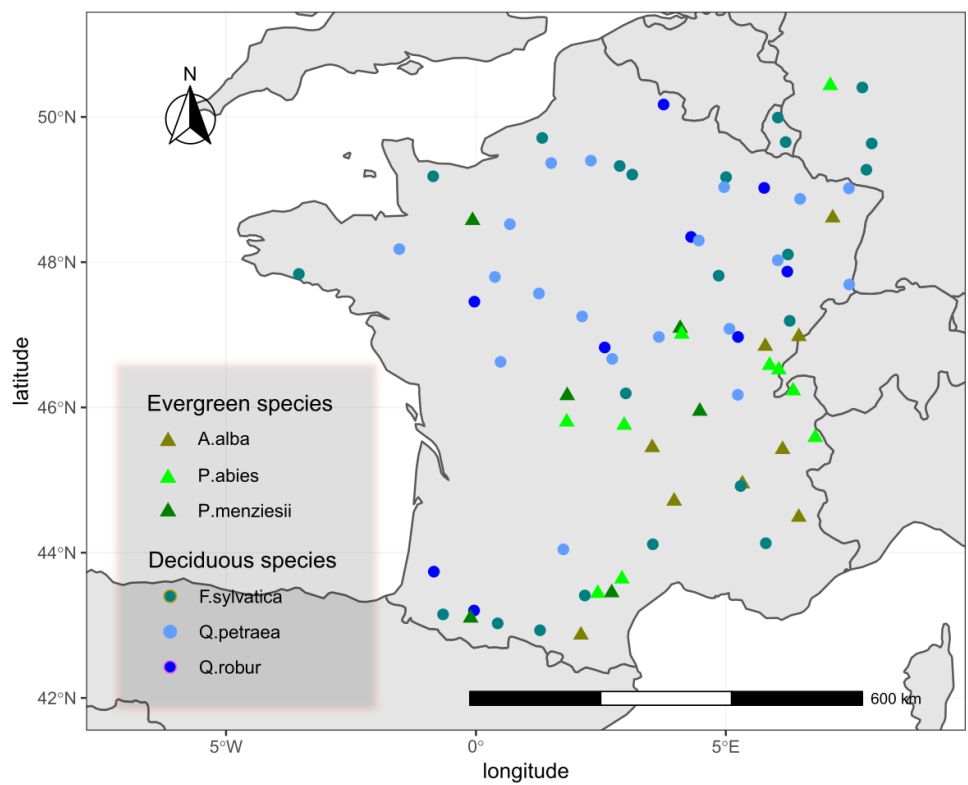 N
50°N
48°N
46°N
44°N
42°N
latitude
Evergreen species
A.alba
P.abies
P.menziesii
Deciduous species
F.sylvatica
Q.petraea
Q.robur
600 km
5°W
0°
5°E
longitude